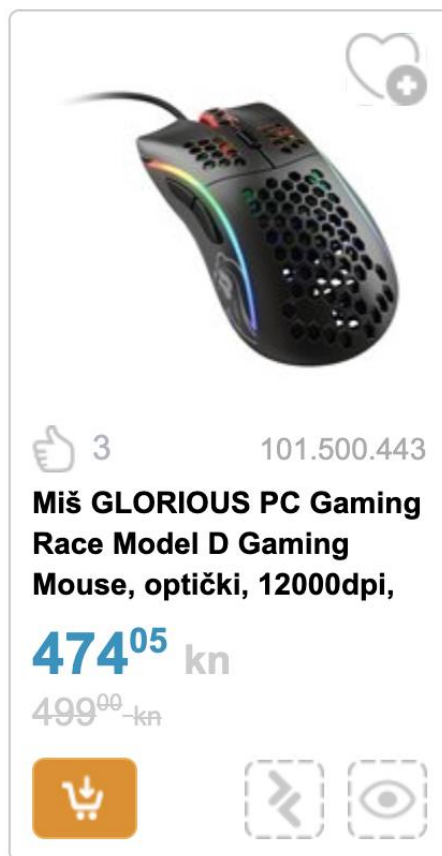 3
101.500.443
Miš GLORIOUS PC Gaming
Race Model D Gaming
Mouse, optički, 12000dpi,
474⁰⁵ kn
499⁰⁰ kn